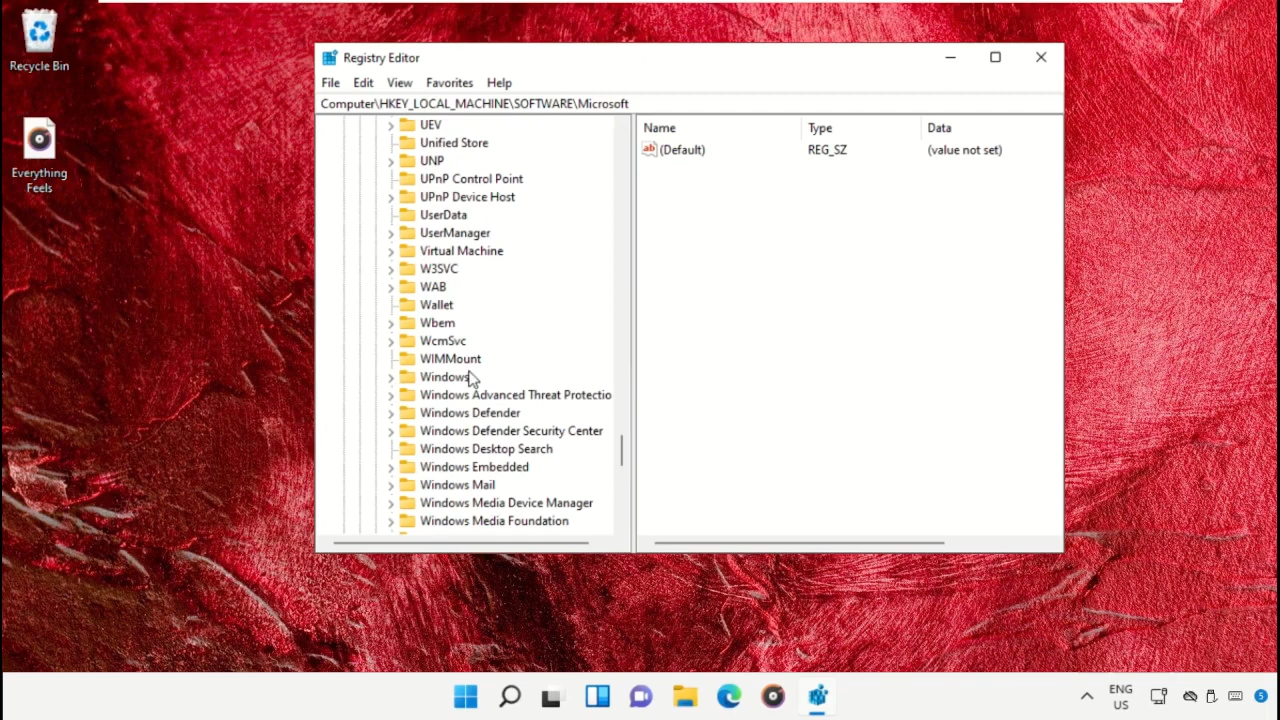 Recycle Bin
Everything
Feels
Registry Editor
File Edit View Favorites Help
Computer\HKEY_LOCAL_MACHINE\SOFTWARE\Microsoft
UEV
Unified Store
UNP
UPnP Control Point
UPnP Device Host
UserData
UserManager
Virtual Machine
W3SVC
WAB
Wallet
Wbem
WcmSvc
WIMMount
Windows
Windows Advanced Threat Protectio
Windows Defender
Windows Defender Security Center
Windows Desktop Search
Windows Embedded
Windows Mail
Windows Media Device Manager
Windows Media Foundation
Name Type Data
ab (Default) REG_SZ (value not set)
ENG
US
5